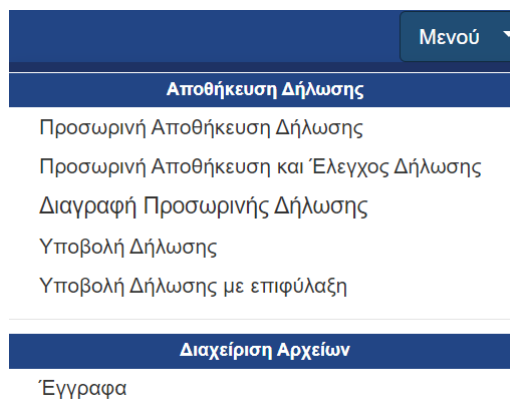 Μενού
Αποθήκευση Δήλωσης
Προσωρινή Αποθήκευση Δήλωσης
Προσωρινή Αποθήκευση και Έλεγχος Δήλωσης
Διαγραφή Προσωρινής Δήλωσης
Υποβολή Δήλωσης
Υποβολή Δήλωσης με επιφύλαξη
Διαχείριση Αρχείων
Έγγραφα